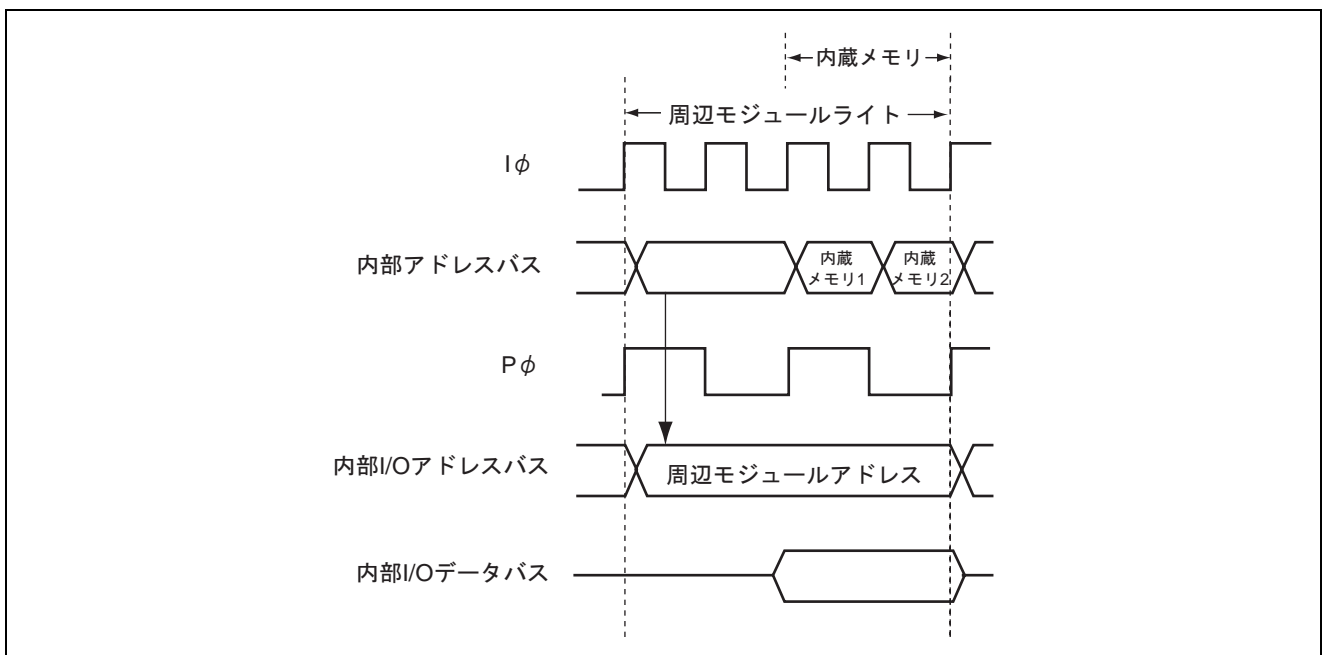 内蔵メモリ
周辺モジュールライト
Iφ
内部アドレスバス
内蔵
メモリ1
内蔵
メモリ2
Pφ
内部I/Oアドレスバス
周辺モジュールアドレス
内部I/Oデータバス